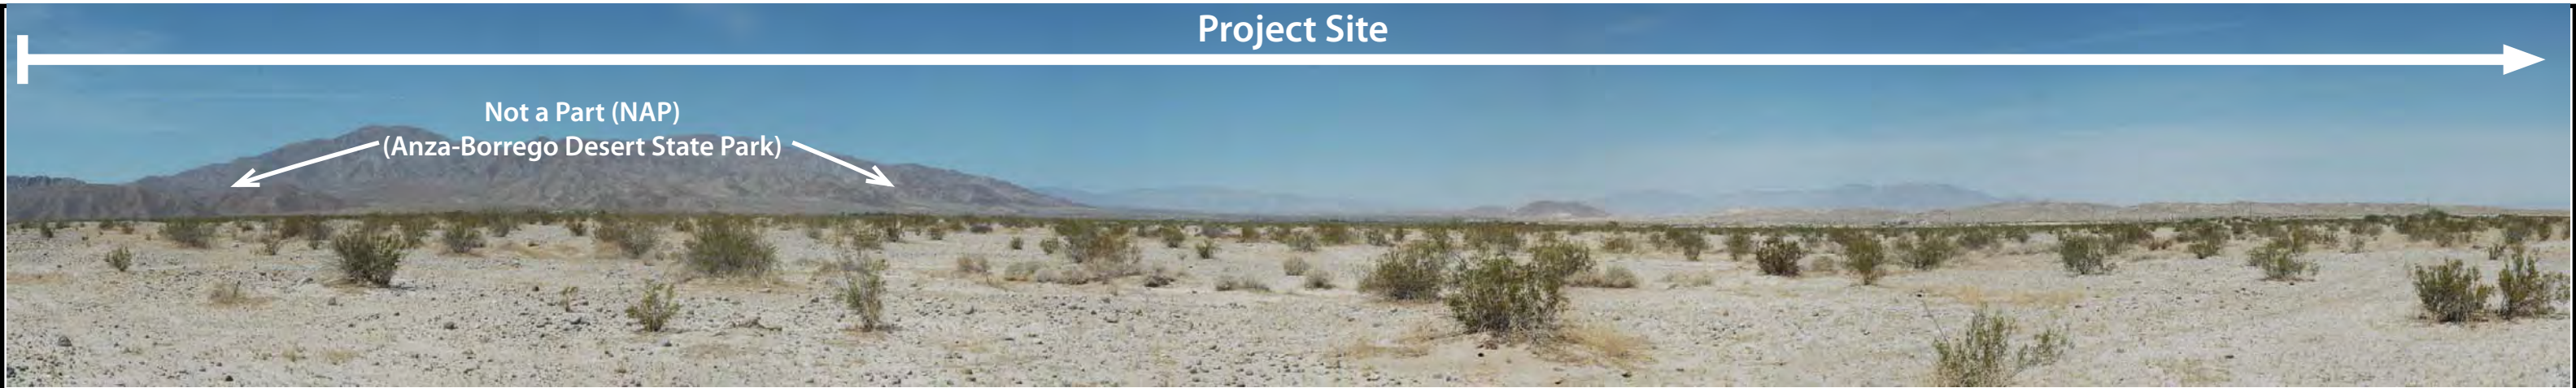 Project Site
Not a Part (NAP)
(Anza-Borrego Desert State Park)